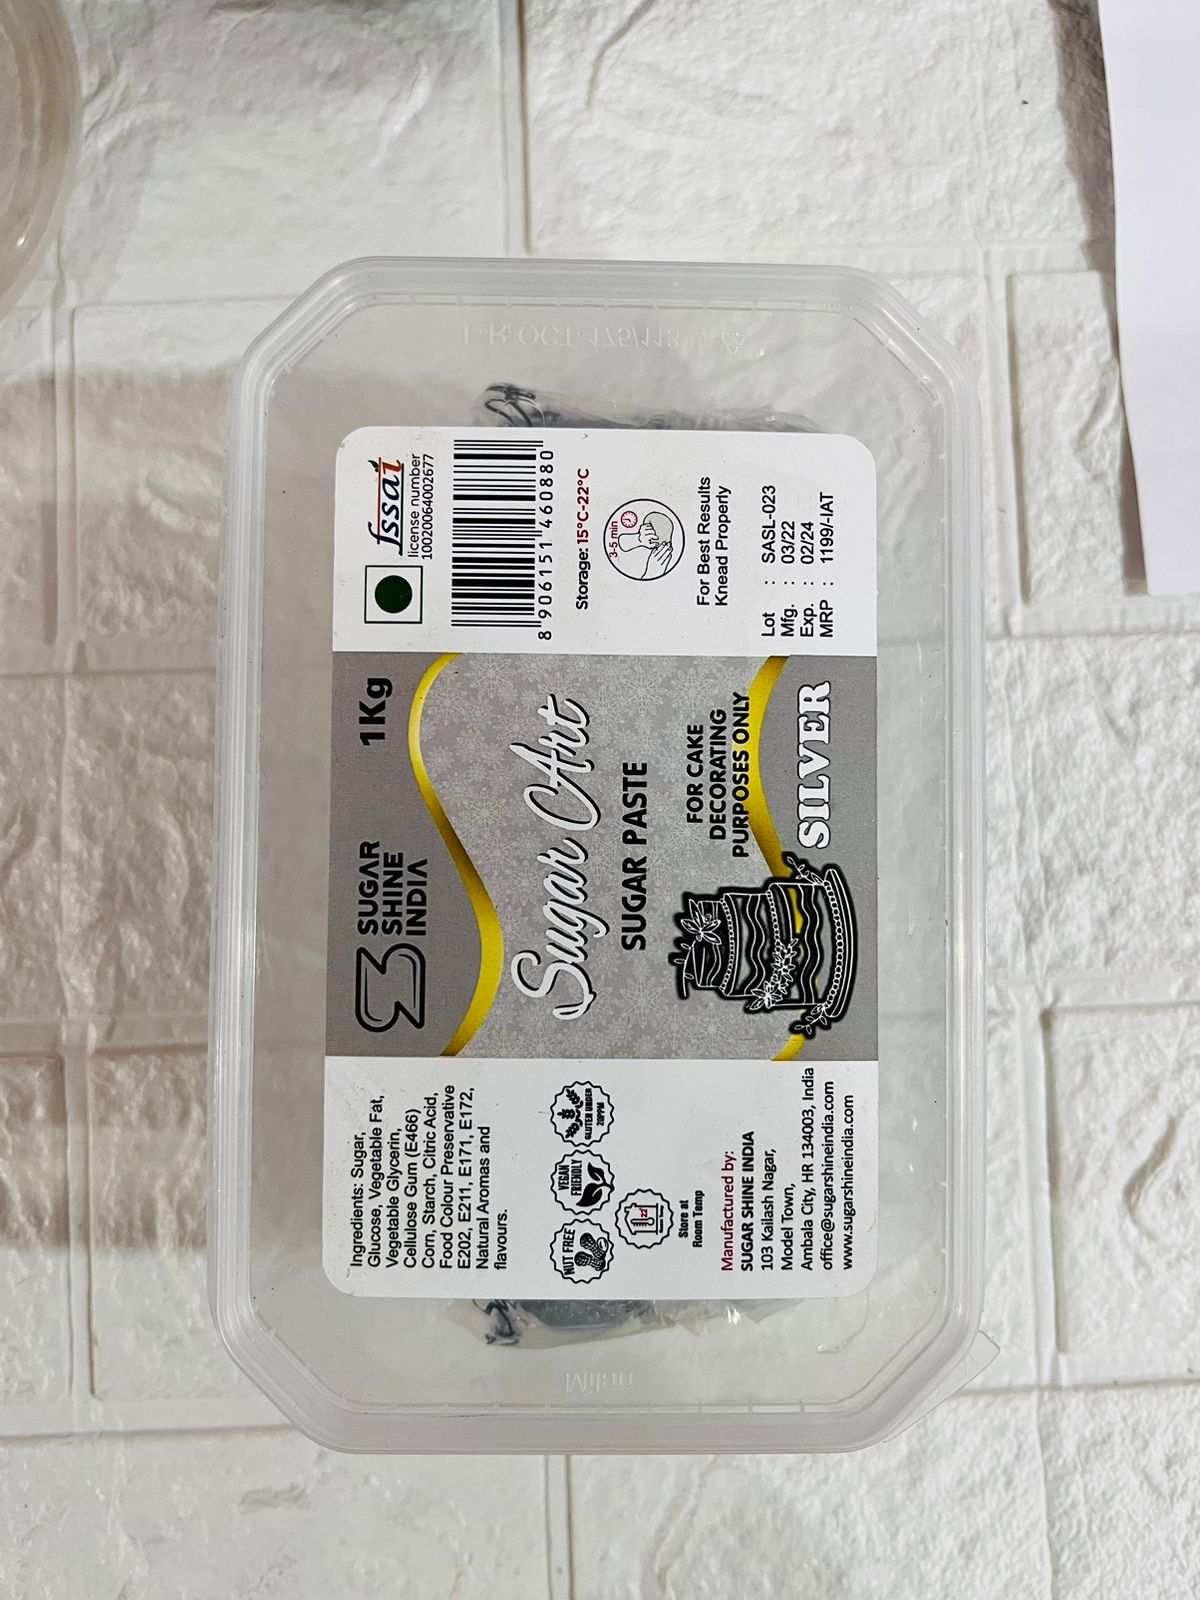 Ingredients: Sugar,
Glucose, Vegetable Fat,
Vegetable Glycerin,
Cellulose Gum (E466)
Corn, Starch, Citric Acid,
Food Colour Preservative
E202, E211, E171, E172,
Natural Aromas and
flavours.
NUT FREE
VEGAN
FRIENDLY
GLUTEN UNDER
20PPM
22°
Store at
Room Temp
Manufactured by:
SUGAR SHINE INDIA
103 Kailash Nagar,
Model Town,
Ambala City, HR 134003, India
office@sugarshineindia.com
www.sugarshineindia.com
SUGAR
SHINE
INDIA
1Kg
Sugar Art
SUGAR PASTE
FOR CAKE
DECORATING
PURPOSES ONLY
SILVER
fssai
license number
10020064002677
8 906151 460880
Storage: 15°C-22°C
3-5 min
For Best Results
Knead Properly
Lot : SASL-023
Mfg. : 03/22
Exp. : 02/24
MRP : 1199/-IAT